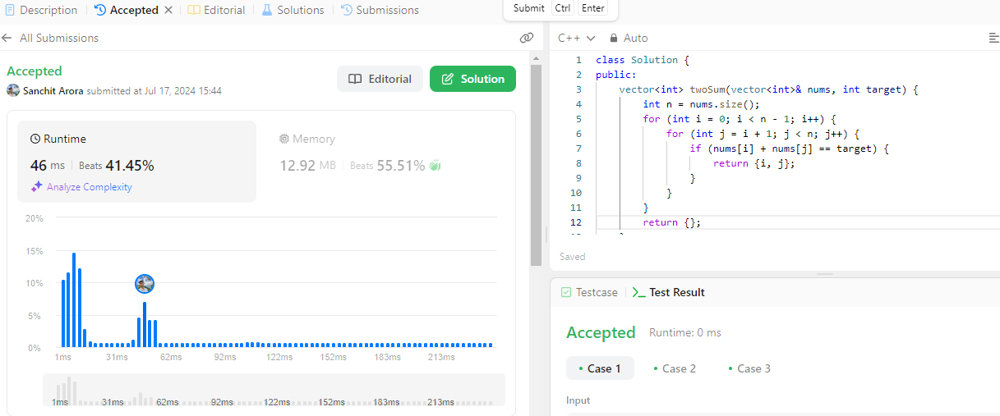 Description Accepted Editorial Solutions Submissions
Submit Ctrl Enter
All Submissions
Accepted
Sanchit Arora submitted at Jul 17, 2024 15:44
Editorial
Solution
Runtime
46 ms Beats 41.45%
Analyze Complexity
Memory
12.92 MB Beats 55.51%
20%
15%
10%
5%
0%
1ms 31ms 62ms 92ms 122ms 152ms 183ms 213ms
1ms 31ms 62ms 92ms 122ms 152ms 183ms 213ms
C++ Auto
1 class Solution {
2 public:
3 vector<int> twoSum(vector<int>& nums, int target) {
4 int n = nums.size();
5 for (int i = 0; i < n - 1; i++) {
6 for (int j = i + 1; j < n; j++) {
7 if (nums[i] + nums[j] == target) {
8 return {i, j};
9 }
10 }
11 }
12 return {};
Saved
Testcase Test Result
Accepted Runtime: 0 ms
Case 1 Case 2 Case 3
Input